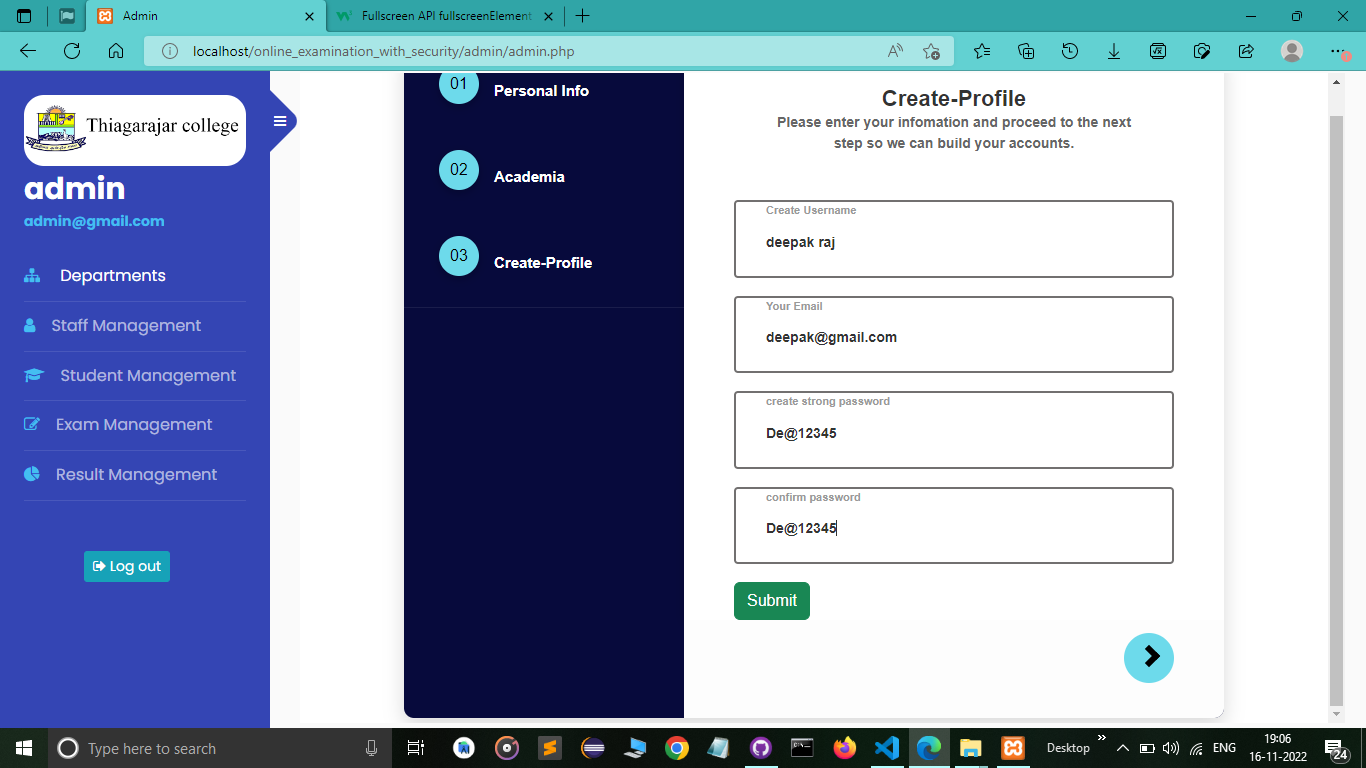 Admin
Fullscreen API fullscreenElement
localhost/online_examination_with_security/admin/admin.php
Thiagarajar college
admin
admin@gmail.com
Departments
Staff Management
Student Management
Exam Management
Result Management
Log out
01
Personal Info
02
Academia
03
Create-Profile
Create-Profile
Please enter your infomation and proceed to the next
step so we can build your accounts.
Create Username
deepak raj
Your Email
deepak@gmail.com
create strong password
De@12345
confirm password
De@12345
Submit
Type here to search
Desktop
ENG
19:06
16-11-2022
24